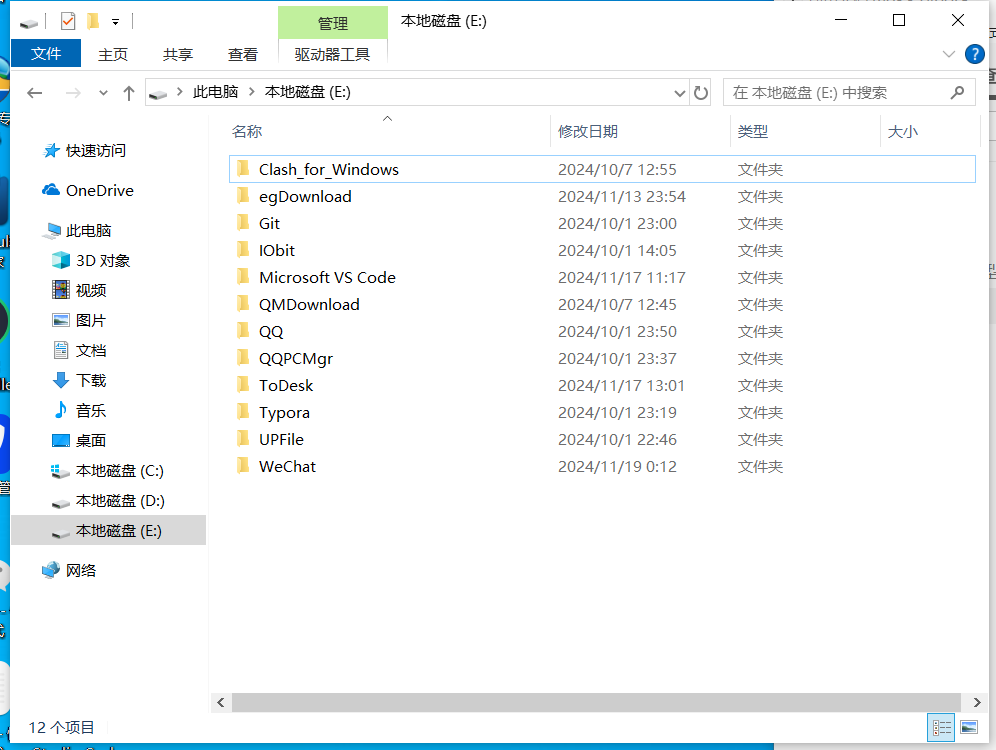 管理
本地磁盘 (E:)
文件
主页
共享
查看
驱动器工具
此电脑
本地磁盘 (E:)
在 本地磁盘 (E:) 中搜索
名称
修改日期
类型
大小
快速访问
OneDrive
此电脑
3D 对象
视频
图片
文档
下载
音乐
桌面
本地磁盘 (C:)
本地磁盘 (D:)
本地磁盘 (E:)
网络
Clash_for_Windows 2024/10/7 12:55 文件夹
egDownload 2024/11/13 23:54 文件夹
Git 2024/10/1 23:00 文件夹
IObit 2024/10/1 14:05 文件夹
Microsoft VS Code 2024/11/17 11:17 文件夹
QMDownload 2024/10/7 12:45 文件夹
QQ 2024/10/1 23:50 文件夹
QQPCMgr 2024/10/1 23:37 文件夹
ToDesk 2024/11/17 13:01 文件夹
Typora 2024/10/1 23:19 文件夹
UPFile 2024/10/1 22:46 文件夹
WeChat 2024/11/19 0:12 文件夹
12 个项目